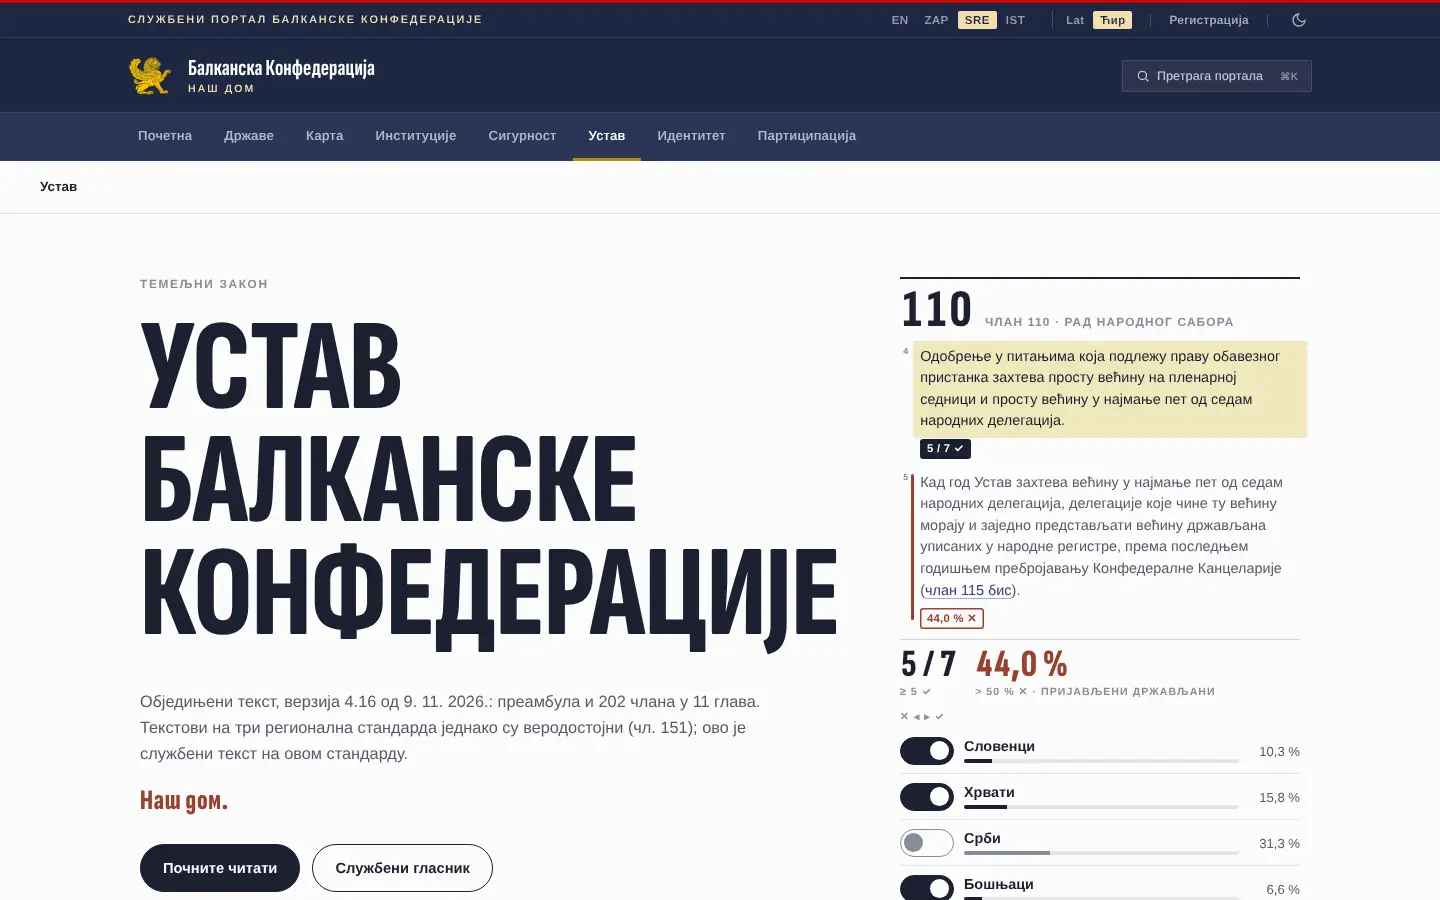 СЛУЖБЕНИ ПОРТАЛ БАЛКАНСКЕ КОНФЕДЕРАЦИЈЕ
EN ZAP SRE IST Lat Ћир Регистрација
Балканска Конфедерација
НАШ ДОМ
Претрага портала ⌘K
Почетна Државе Карта Институције Сигурност Устав Идентитет Партиципација
Устав
ТЕМЕЉНИ ЗАКОН
УСТАВ
БАЛКАНСКЕ
КОНФЕДЕРАЦИЈЕ
Обједињени текст, верзија 4.16 од 9. 11. 2026.: преамбула и 202 члана у 11 глава.
Текстови на три регионална стандарда једнако су веродостојни (чл. 151); ово је
службени текст на овом стандарду.
Наш дом.
Почните читати Службени гласник
110 ЧЛАН 110 · РАД НАРОДНОГ САБОРА
4 Одобрење у питањима која подлежу праву обавезног
пристанка захтева просту већину на пленарној
седници и просту већину у најмање пет од седам
народних делегација.
5 / 7 ✓
5 Кад год Устав захтева већину у најмање пет од седам
народних делегација, делегације које чине ту већину
морају и заједно представљати већину држављана
уписаних у народне регистре, према последњем
годишњем пребројавању Конфедералне Канцеларије
(члан 115 бис).
44,0 % ✕
5 / 7 44,0 %
≥ 5 ✓ > 50 % ✕ · ПРИЈАВЉЕНИ ДРЖАВЉАНИ
✕ ◂ ▸ ✓
Словенци 10,3 %
Хрвати 15,8 %
Срби 31,3 %
Бошњаци 6,6 %